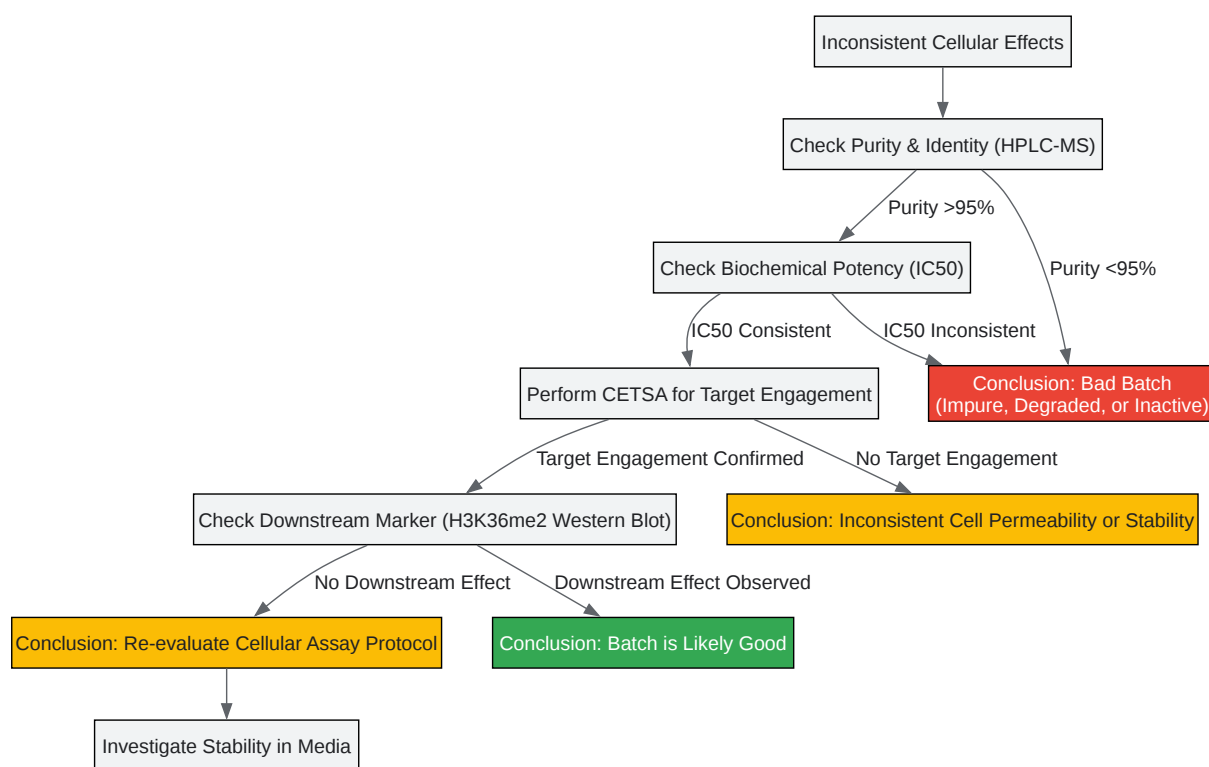 Inconsistent Cellular Effects
Check Purity & Identity (HPLC-MS)
Purity >95%
Purity <95%
Check Biochemical Potency (IC50)
IC50 Consistent
IC50 Inconsistent
Perform CETSA for Target Engagement
Conclusion: Bad Batch
(Impure, Degraded, or Inactive)
Target Engagement Confirmed
No Target Engagement
Check Downstream Marker (H3K36me2 Western Blot)
Conclusion: Inconsistent Cell Permeability or Stability
No Downstream Effect
Downstream Effect Observed
Conclusion: Re-evaluate Cellular Assay Protocol
Conclusion: Batch is Likely Good
Investigate Stability in Media